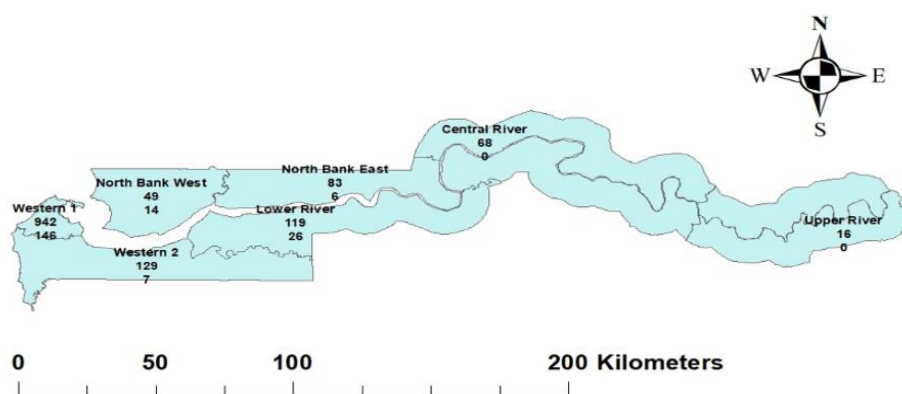 N
W E
S
Central River
68
0
North Bank East
83
6
North Bank West
49
14
Lower River
119
26
Western 1
942
146
Western 2
129
7
Upper River
16
0
0 50 100 200 Kilometers